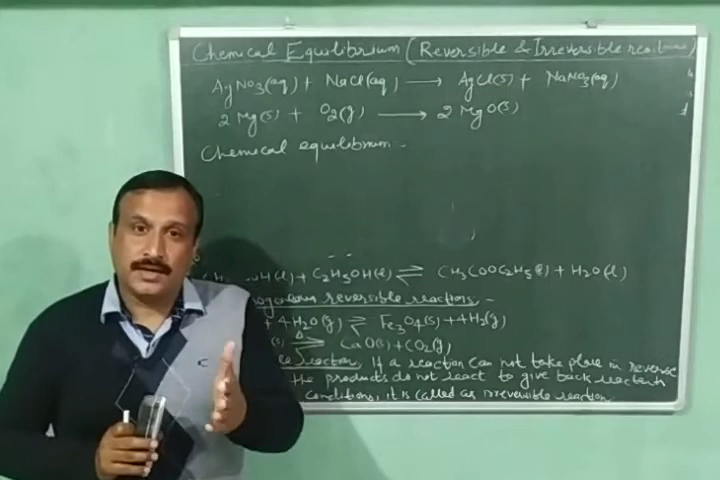 Chemical Equilibrium (Reversible & Irreversible reactions)
AgNO3(aq) + NaCl(aq) → AgCl(s) + NaNO3(aq)
2 Mg(s) + O2(g) → 2 MgO(s)
Chemical equilibrium -
H(l) + C2H5OH(l) ⇌ CH3COOC2H5(l) + H2O(l)
reversible reactions -
+ 4H2O(g) ⇌ Fe3O4(s) + 4H2(g)
(s) Δ⇌ CaO(s) + CO2(g)
reaction, If a reaction can not take place in reverse
the products do not react to give back reactants
conditions, it is called as irreversible reaction